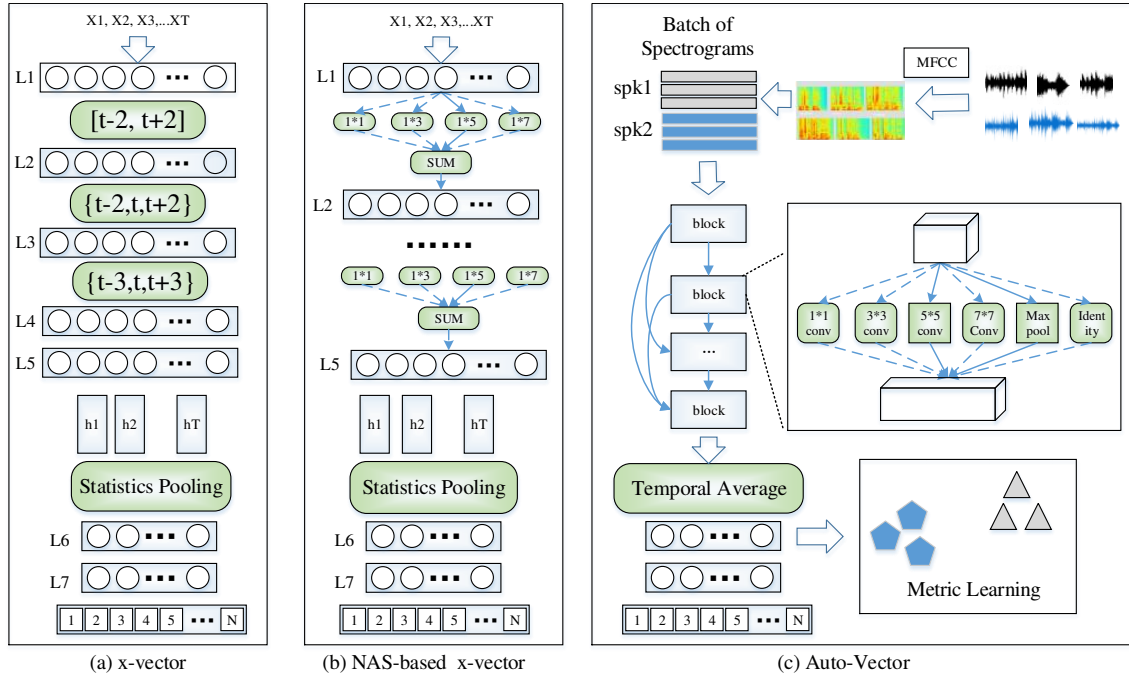 X1, X2, X3,...XT
L1
[t-2, t+2]
L2
{t-2,t,t+2}
L3
{t-3,t,t+3}
L4
L5
h1 h2 hT
Statistics Pooling
L6
L7
1 2 3 4 5 ... N
(a) x-vector
X1, X2, X3,...XT
L1
1*1 1*3 1*5 1*7
SUM
L2
......
1*1 1*3 1*5 1*7
SUM
L5
h1 h2 hT
Statistics Pooling
L6
L7
1 2 3 4 5 ... N
(b) NAS-based x-vector
Batch of
Spectrograms
MFCC
spk1
spk2
block
block
...
block
1*1
conv
3*3
conv
5*5
conv
7*7
Conv
Max
pool
Ident
ity
Temporal Average
Metric Learning
1 2 3 4 5 ... N
(c) Auto-Vector